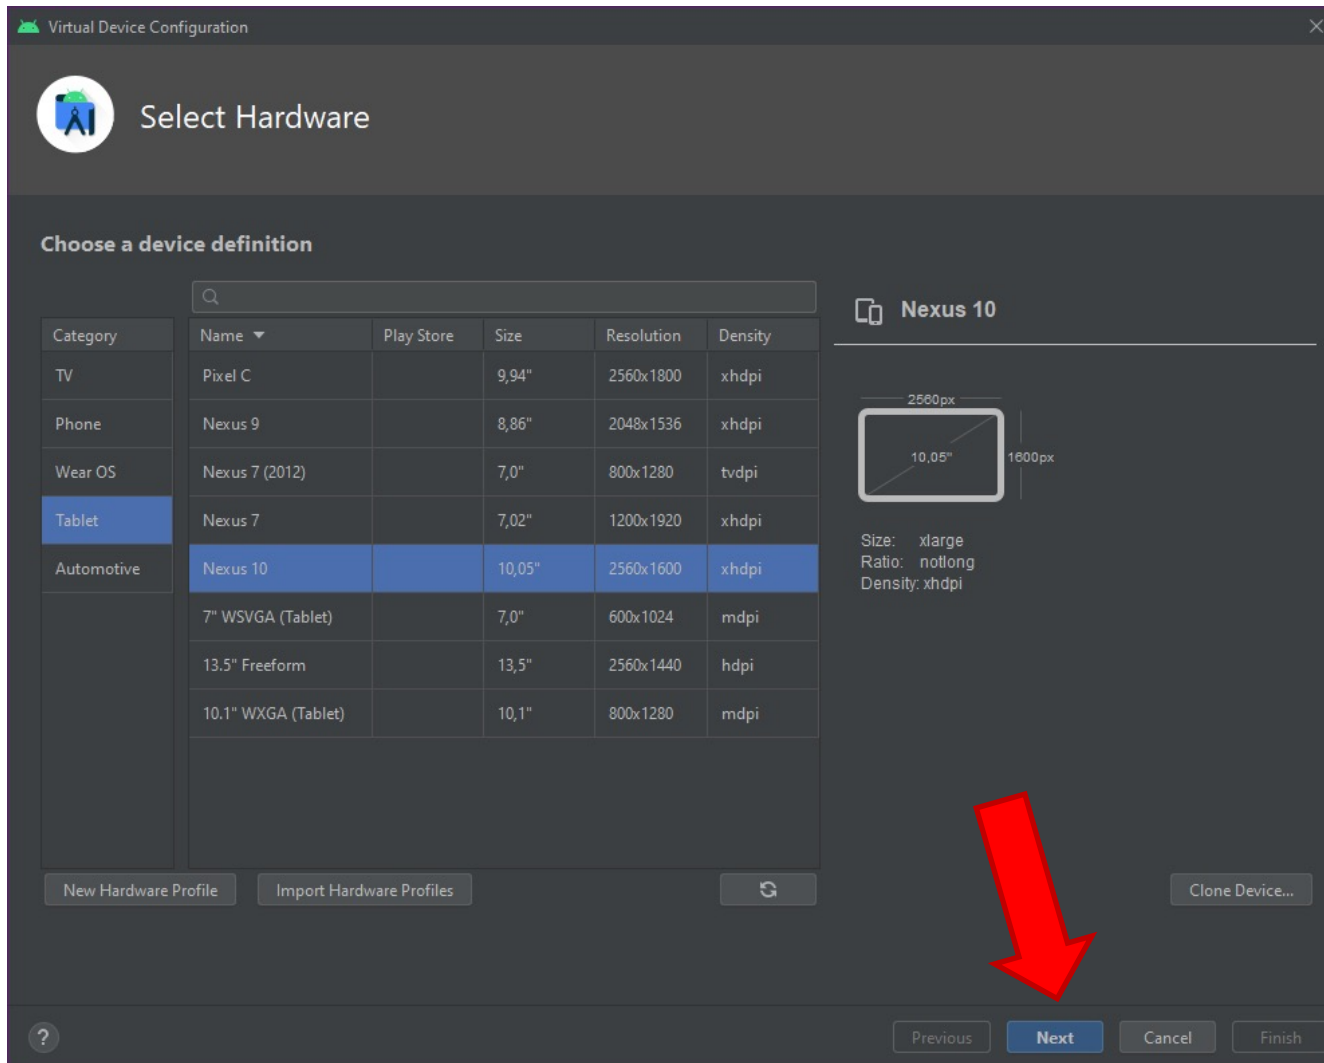 Virtual Device Configuration
Select Hardware
Choose a device definition
Category
TV
Phone
Wear OS
Tablet
Automotive
Name Play Store Size Resolution Density
Pixel C 9,94" 2560x1800 xhdpi
Nexus 9 8,86" 2048x1536 xhdpi
Nexus 7 (2012) 7,0" 800x1280 tvdpi
Nexus 7 7,02" 1200x1920 xhdpi
Nexus 10 10,05" 2560x1600 xhdpi
7" WSVGA (Tablet) 7,0" 600x1024 mdpi
13.5" Freeform 13,5" 2560x1440 hdpi
10.1" WXGA (Tablet) 10,1" 800x1280 mdpi
Nexus 10
2560px
10,05"
1600px
Size: xlarge
Ratio: notlong
Density: xhdpi
New Hardware Profile Import Hardware Profiles Clone Device...
? Previous Next Cancel Finish